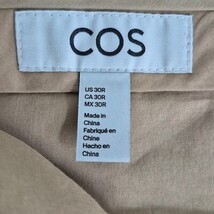 COS
US 30R
CA 30R
MX 30R
Made in
China
Fabriqué en
Chine
Hecho en
China